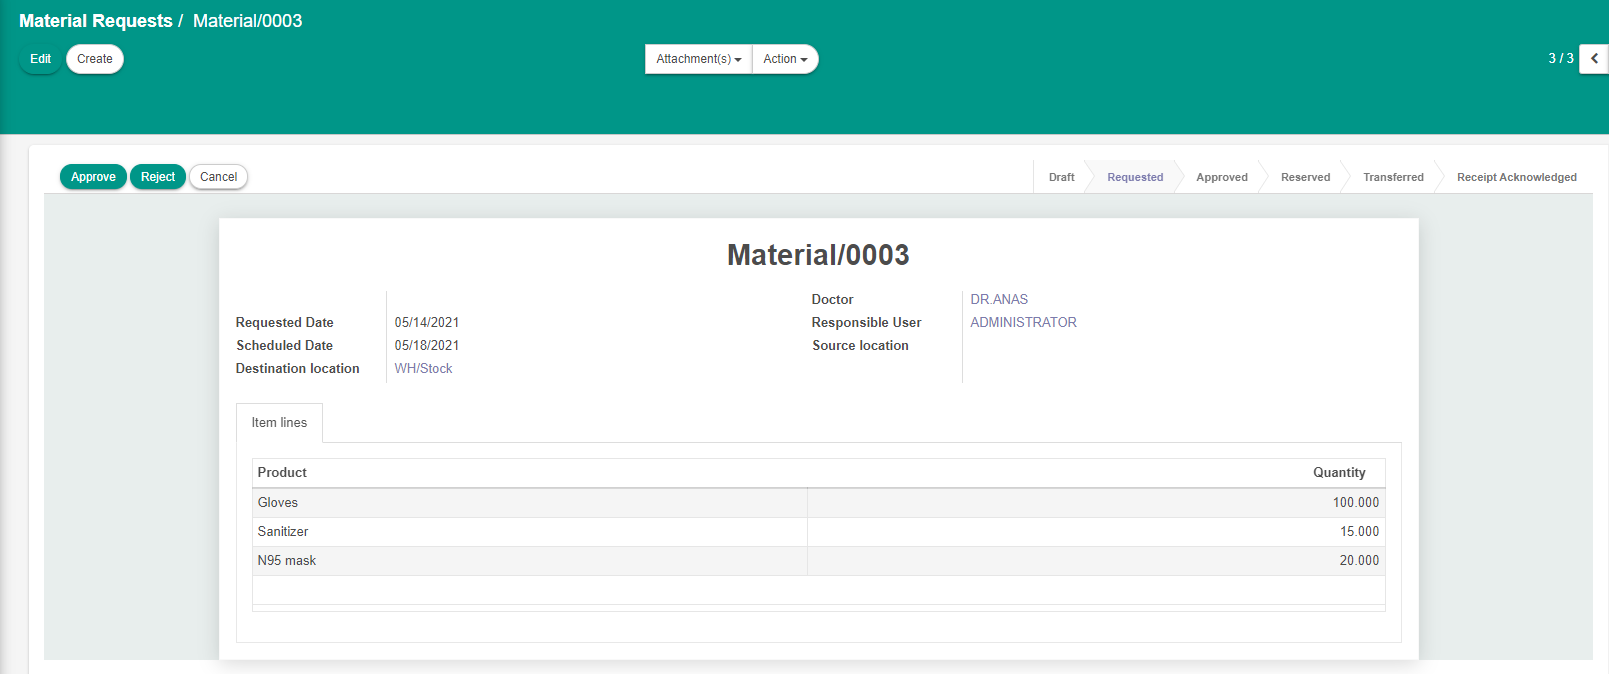 Material Requests / Material/0003
Edit Create Attachment(s) Action 3 / 3
Approve Reject Cancel Draft Requested Approved Reserved Transferred Receipt Acknowledged
Material/0003
Doctor DR.ANAS
Requested Date 05/14/2021 Responsible User ADMINISTRATOR
Scheduled Date 05/18/2021 Source location
Destination location WH/Stock
Item lines
Product Quantity
Gloves 100.000
Sanitizer 15.000
N95 mask 20.000